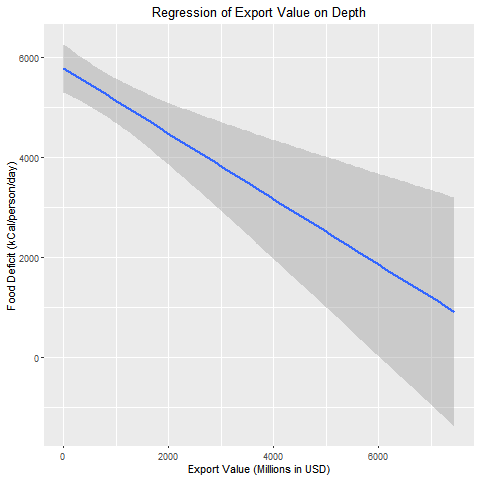 Regression of Export Value on Depth
Food Deficit (kCal/person/day)
6000
4000
2000
0
0 2000 4000 6000
Export Value (Millions in USD)